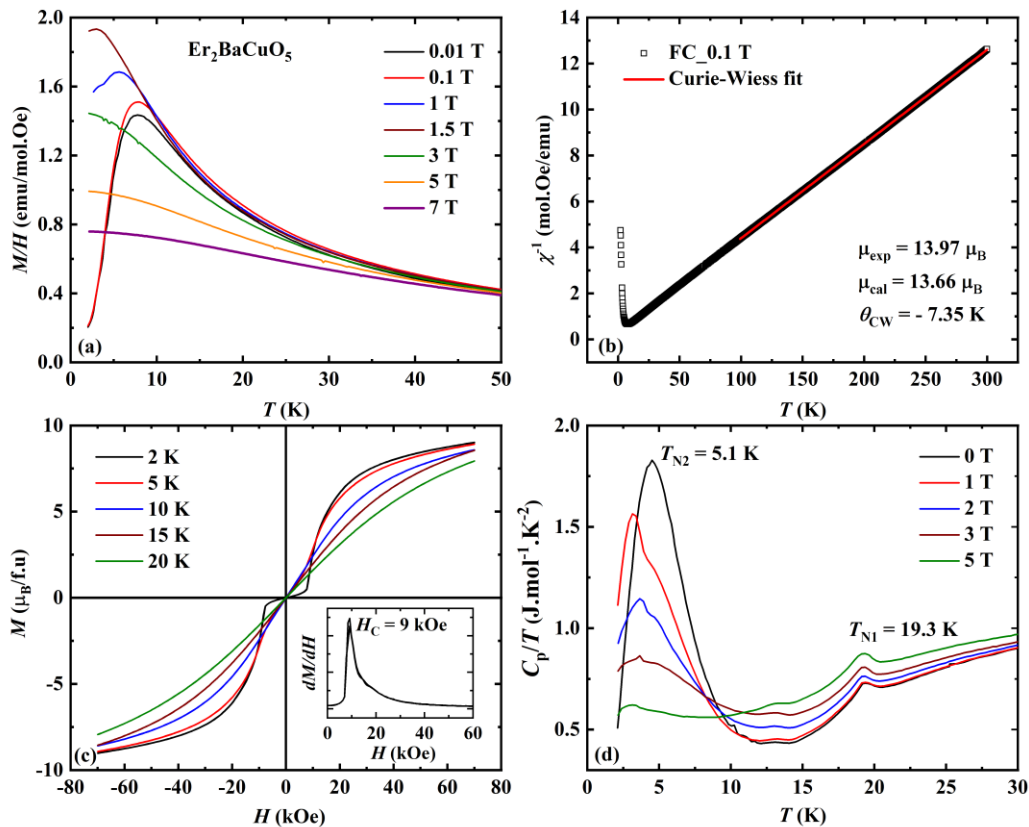 Er₂BaCuO₅
0.01 T
0.1 T
1 T
1.5 T
3 T
5 T
7 T
2.0
1.6
1.2
0.8
0.4
0.0
M/H (emu/mol.Oe)
(a)
0 10 20 30 40 50
T (K)
FC_0.1 T
Curie-Wiess fit
14
12
10
8
6
4
2
0
χ⁻¹ (mol.Oe/emu)
μexp = 13.97 μB
μcal = 13.66 μB
θCW = - 7.35 K
(b)
0 50 100 150 200 250 300
T (K)
2 K
5 K
10 K
15 K
20 K
10
5
0
-5
-10
M (μB/f.u)
HC = 9 kOe
dM/dH
0 20 40 60
H (kOe)
(c)
-80 -60 -40 -20 0 20 40 60 80
H (kOe)
TN2 = 5.1 K
0 T
1 T
2 T
3 T
5 T
TN1 = 19.3 K
2.0
1.5
1.0
0.5
Cp/T (J.mol⁻¹.K⁻²)
(d)
0 5 10 15 20 25 30
T (K)